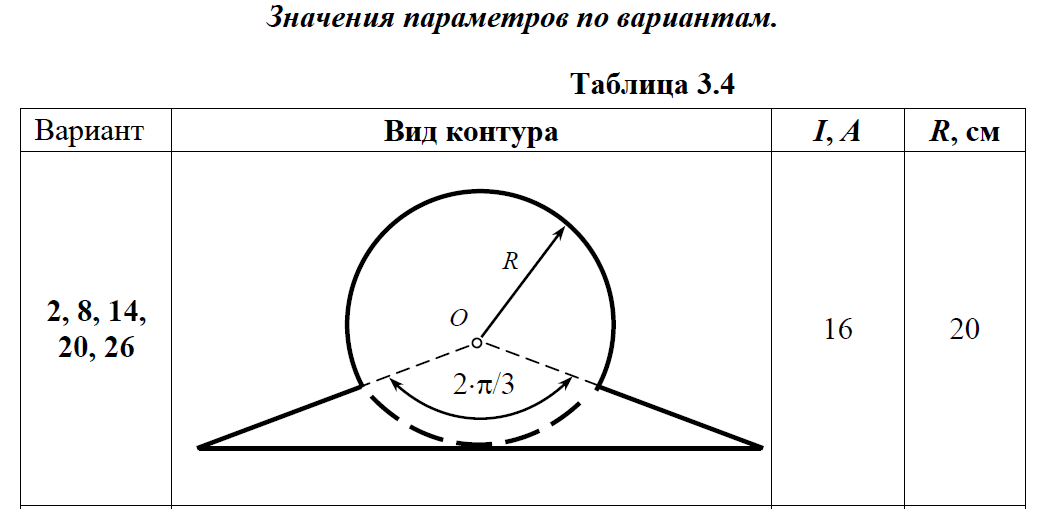 Значения параметров по вариантам.
Таблица 3.4
Вариант Вид контура I, A R, см
R
O
2, 8, 14,
20, 26
16 20
2·π/3